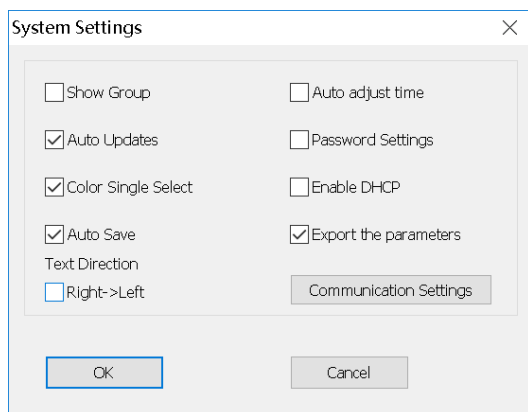 System Settings
Show Group
Auto adjust time
Auto Updates
Password Settings
Color Single Select
Enable DHCP
Auto Save
Export the parameters
Text Direction
Right->Left
Communication Settings
OK
Cancel